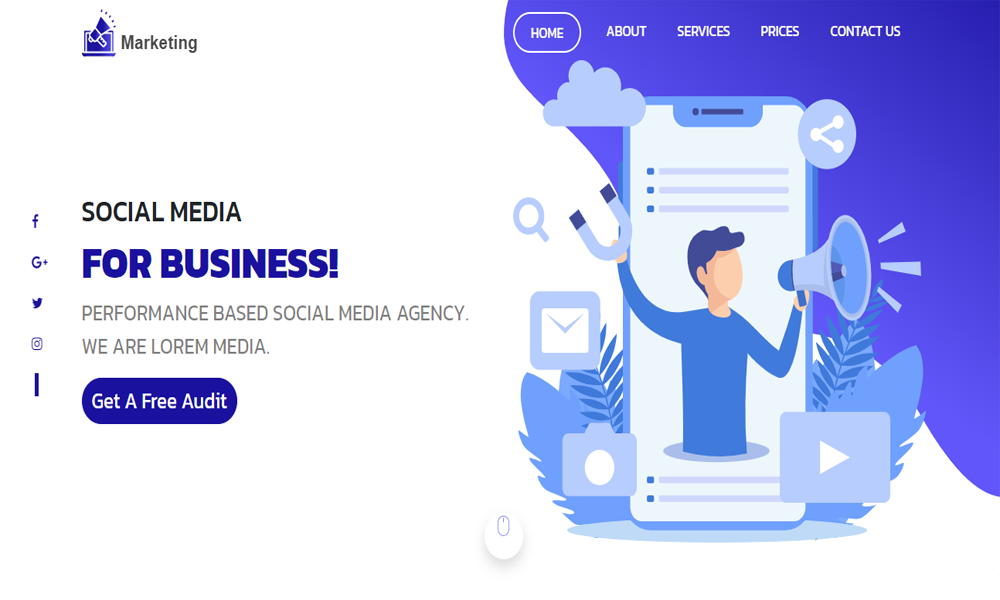 Marketing
HOME ABOUT SERVICES PRICES CONTACT US
SOCIAL MEDIA
FOR BUSINESS!
PERFORMANCE BASED SOCIAL MEDIA AGENCY.
WE ARE LOREM MEDIA.
Get A Free Audit